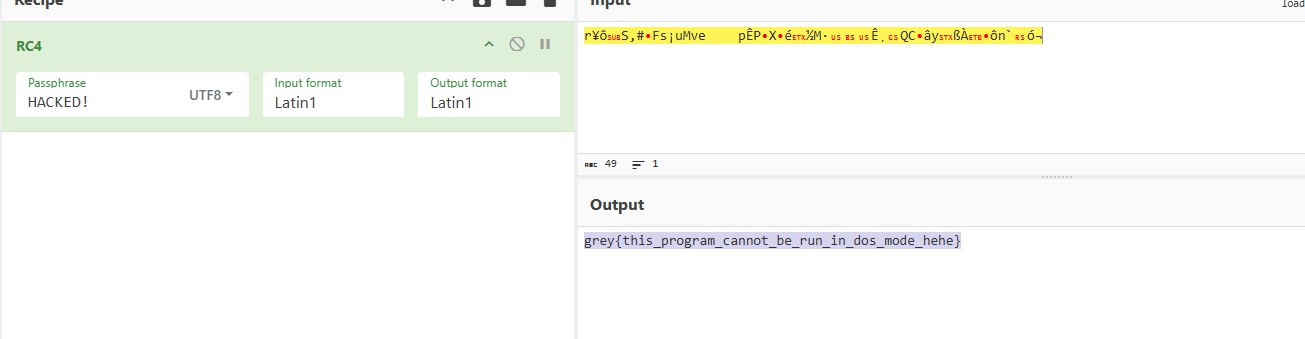 Recipe
Input
load
RC4
Passphrase
HACKED!
UTF8
Input format
Latin1
Output format
Latin1
r¥ôSUBS,#•Fs¡uMve pÊP•X•éETX¼M·US BS USÊ¸GSQC•âySTXßÀETB•ôn`RSó¬
ABC 49 1
Output
grey{this_program_cannot_be_run_in_dos_mode_hehe}